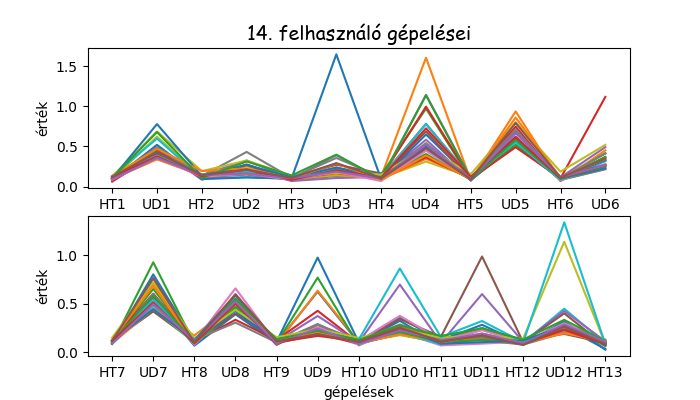 14. felhasználó gépelései
érték
1.5
1.0
0.5
0.0
HT1 UD1 HT2 UD2 HT3 UD3 HT4 UD4 HT5 UD5 HT6 UD6
érték
1.0
0.5
0.0
HT7 UD7 HT8 UD8 HT9 UD9 HT10 UD10 HT11 UD11 HT12 UD12 HT13
gépelések